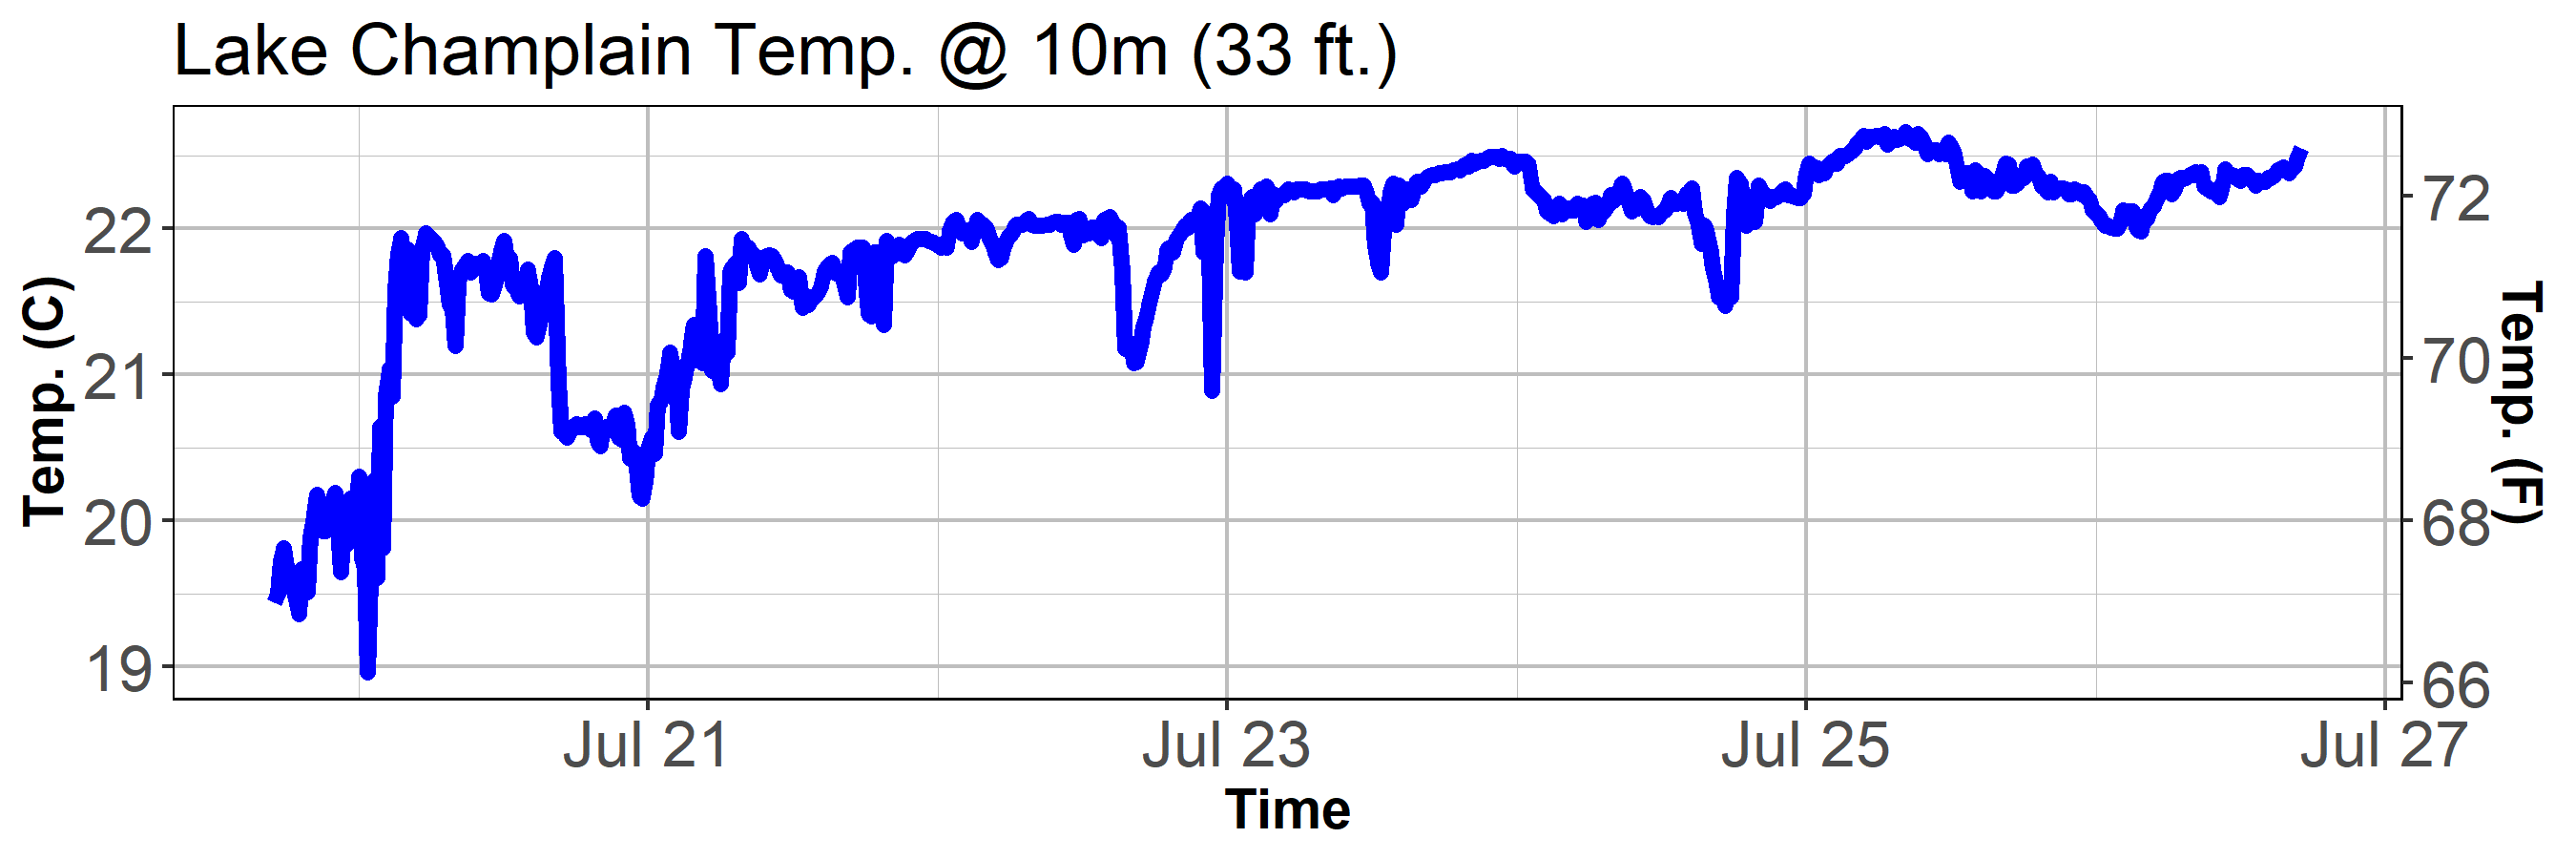 Lake Champlain Temp. @ 10m (33 ft.)
Temp. (C)
22
21
20
19
72
70
68
66
Temp. (F)
Jul 21
Jul 23
Jul 25
Jul 27
Time